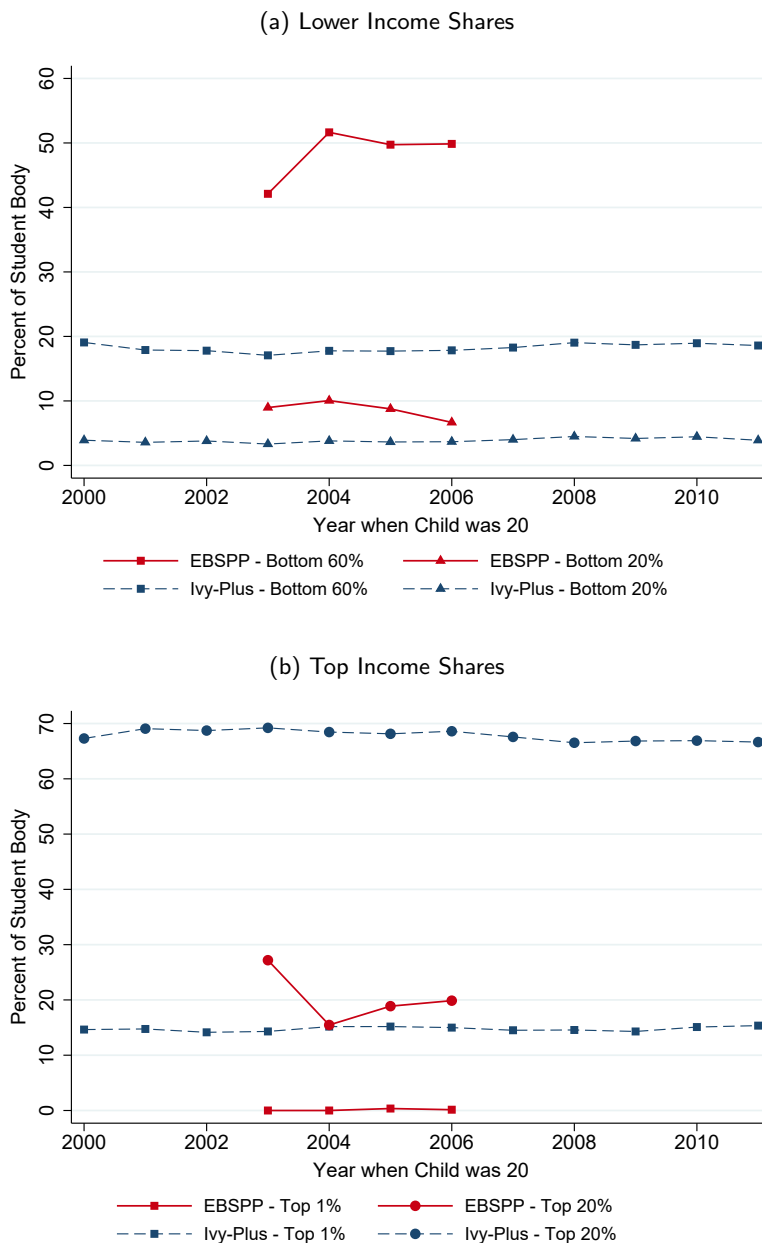 (a) Lower Income Shares
60
50
40
30
20
10
0
Percent of Student Body
2000 2002 2004 2006 2008 2010
Year when Child was 20
EBSPP - Bottom 60% EBSPP - Bottom 20%
Ivy-Plus - Bottom 60% Ivy-Plus - Bottom 20%
(b) Top Income Shares
70
60
50
40
30
20
10
0
Percent of Student Body
2000 2002 2004 2006 2008 2010
Year when Child was 20
EBSPP - Top 1% EBSPP - Top 20%
Ivy-Plus - Top 1% Ivy-Plus - Top 20%